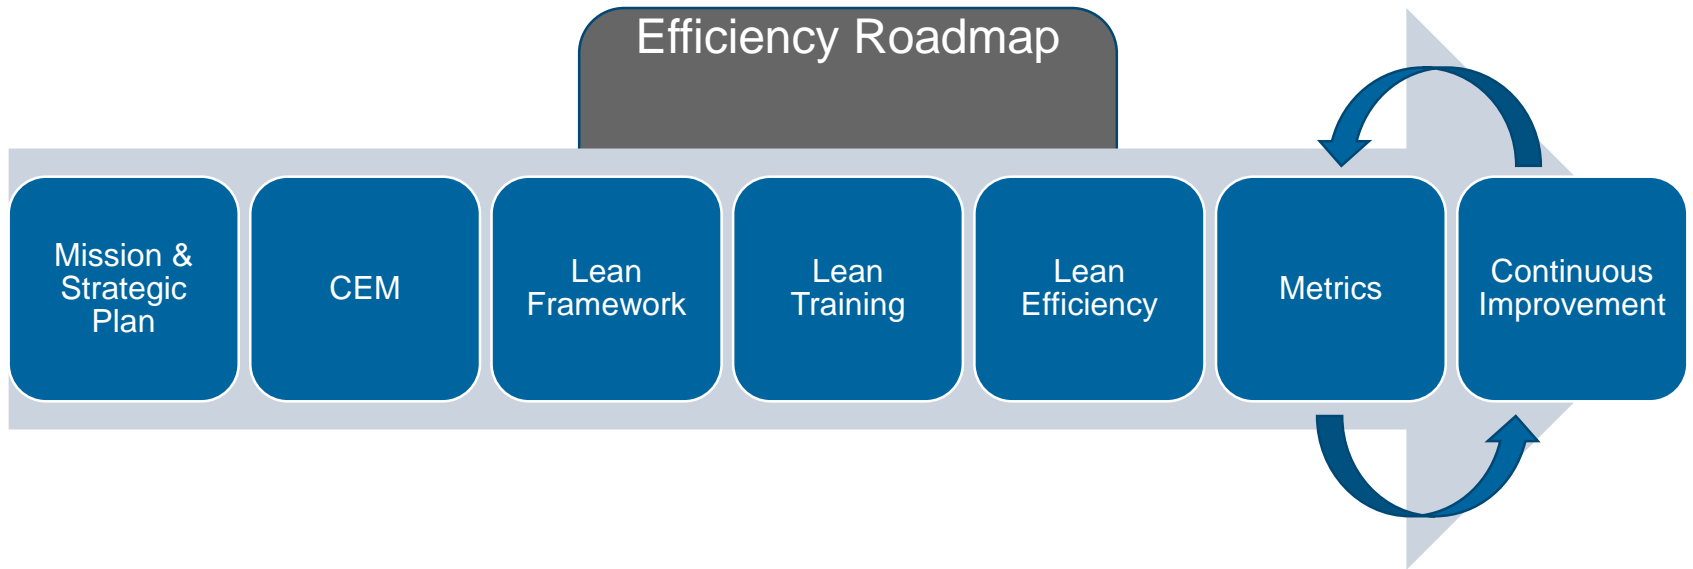 Efficiency Roadmap
Mission &
Strategic
Plan
CEM
Lean
Framework
Lean
Training
Lean
Efficiency
Metrics
Continuous
Improvement